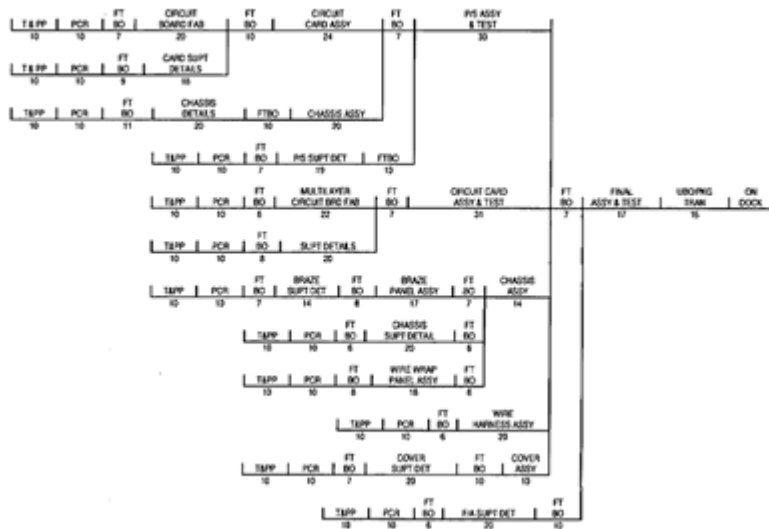 FT CIRCUIT FT CIRCUIT FT P/S ASSY
T & PP PCR BO BOARD FAB BO CARD ASSY BO & TEST
10 10 7 20 10 24 7 30
FT CARD SUPT
T & PP PCR BO DETAILS
10 10 9
FT CHASSIS
T&PP PCR BO DETAILS FTBO CHASSIS ASSY
10 10 11 20 10 20
FT
T&PP PCR BO P/S SUPT DET FTBO
10 10 7 19 10
FT MULTILAYER FT CIRCUIT CARD FT FINAL UBO/PKG ON
T&PP PCR BO CIRCUIT BRD FAB BO ASSY & TEST BO ASSY & TEST TRAN DOCK
10 10 6 22 7 31 7 17 15
FT
T&PP PCR BO SUPT DETAILS
10 10 8 20
FT BRAZE FT BRAZE FT CHASSIS
T&PP PCR BO SUPT DET BO PANEL ASSY BO ASSY
10 10 7 14 17 7 14
FT CHASSIS FT
T&PP PCR BO SUPT DETAIL BO
10 10 6 20 6
FT WIRE WRAP FT
T&PP PCR BO PANEL ASSY BO
10 10 8
FT WIRE
T&PP PCR BO HARNESS ASSY
10 10 6 20
FT COVER FT COVER
T&PP PCR BO SUPT DET BO ASSY
10 10 7 20 10 10
FT FT
T&PP PCR BO F/A SUPT DET BO
10 10 6 20 10